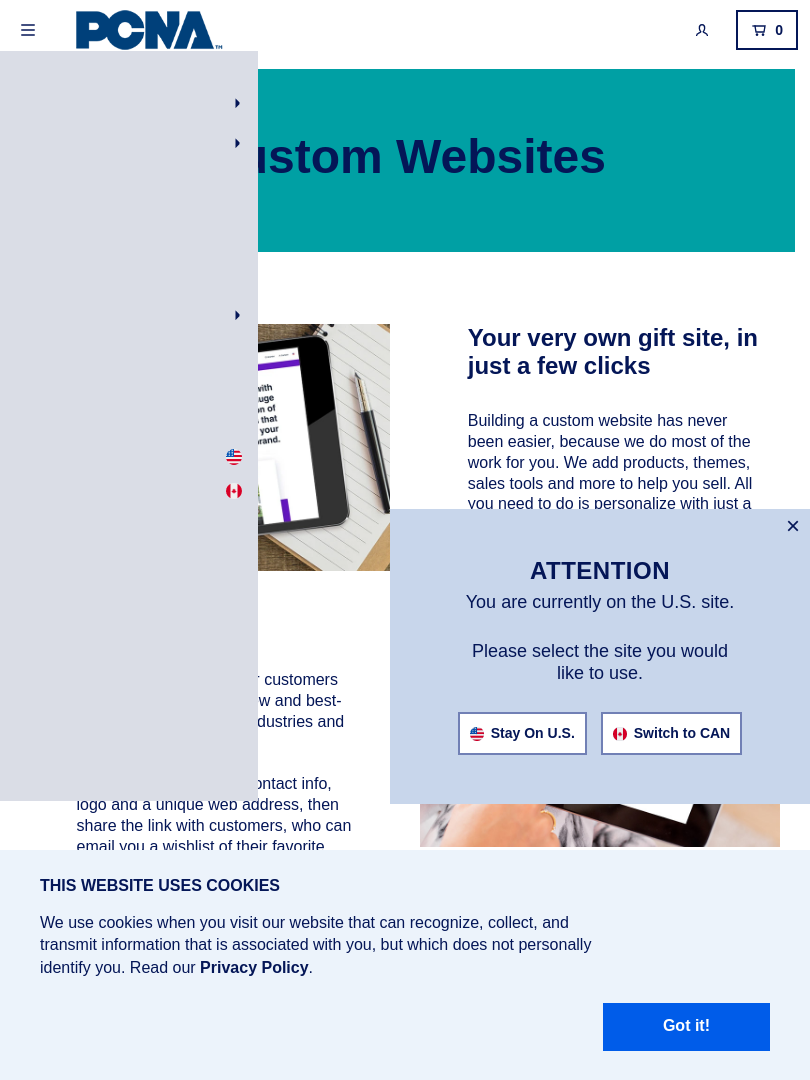 PCNA™
0
ustom Websites
with
uge
on of
s that
your
brand.
Your very own gift site, in
just a few clicks
Building a custom website has never
been easier, because we do most of the
work for you. We add products, themes,
sales tools and more to help you sell. All
you need to do is personalize with just a
customers
w and best-
dustries and
ontact info,
logo and a unique web address, then
share the link with customers, who can
email you a wishlist of their favorite
ATTENTION
You are currently on the U.S. site.
Please select the site you would
like to use.
Stay On U.S.
Switch to CAN
THIS WEBSITE USES COOKIES
We use cookies when you visit our website that can recognize, collect, and
transmit information that is associated with you, but which does not personally
identify you. Read our Privacy Policy.
Got it!